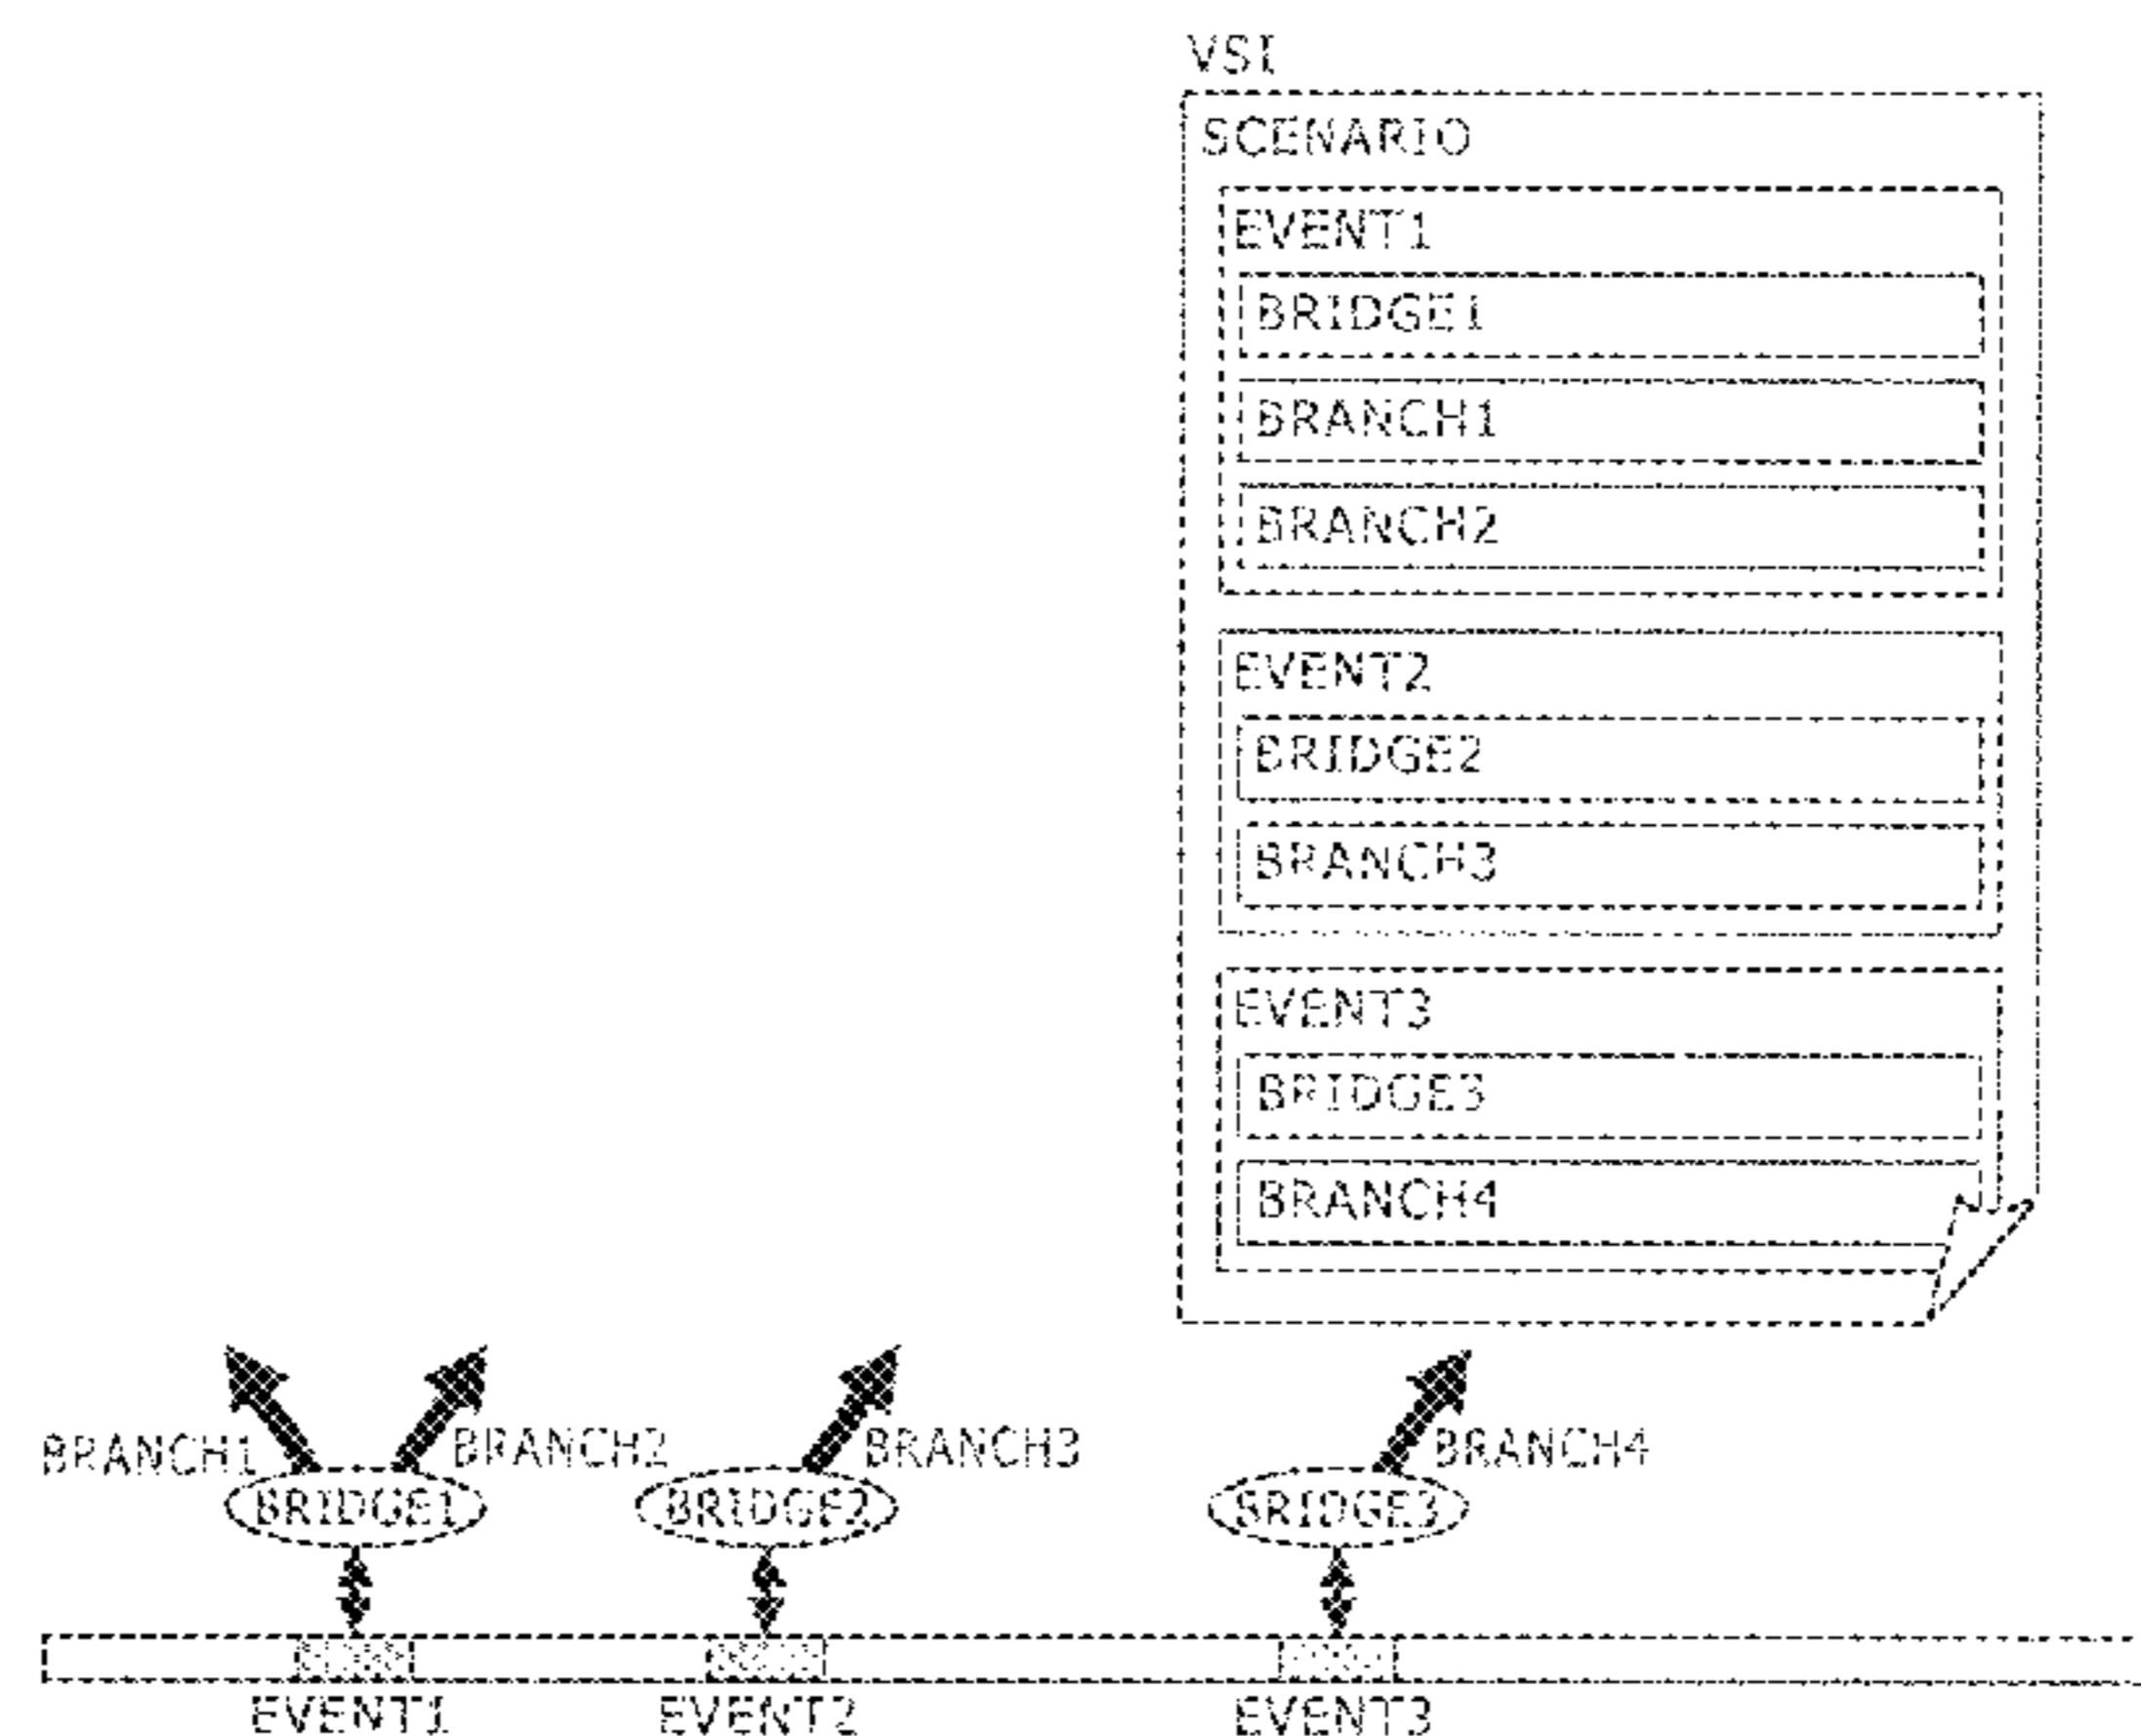 VSI
SCENARIO
EVENT1
BRIDGE1
BRANCH1
BRANCH2
EVENT2
BRIDGE2
BRANCH3
EVENT3
BRIDGE3
BRANCH4
BRANCH1
BRANCH2
BRANCH3
BRANCH4
BRIDGE1
BRIDGE2
BRIDGE3
EVENT1
EVENT2
EVENT3